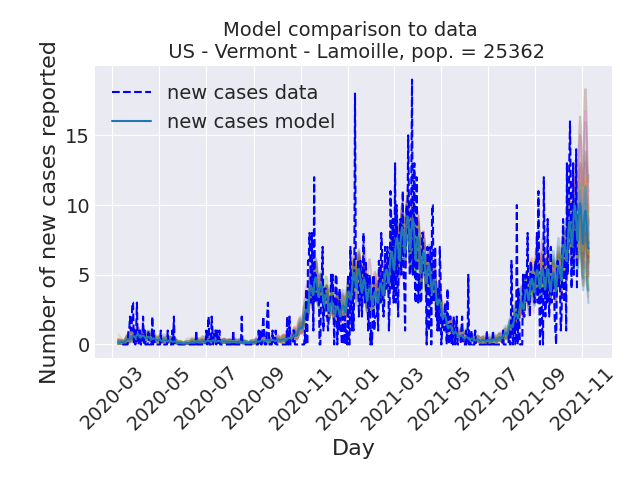 Model comparison to data
US - Vermont - Lamoille, pop. = 25362
new cases data
new cases model
Number of new cases reported
15
10
5
0
2020-03
2020-05
2020-07
2020-09
2020-11
2021-01
2021-03
2021-05
2021-07
2021-09
2021-11
Day